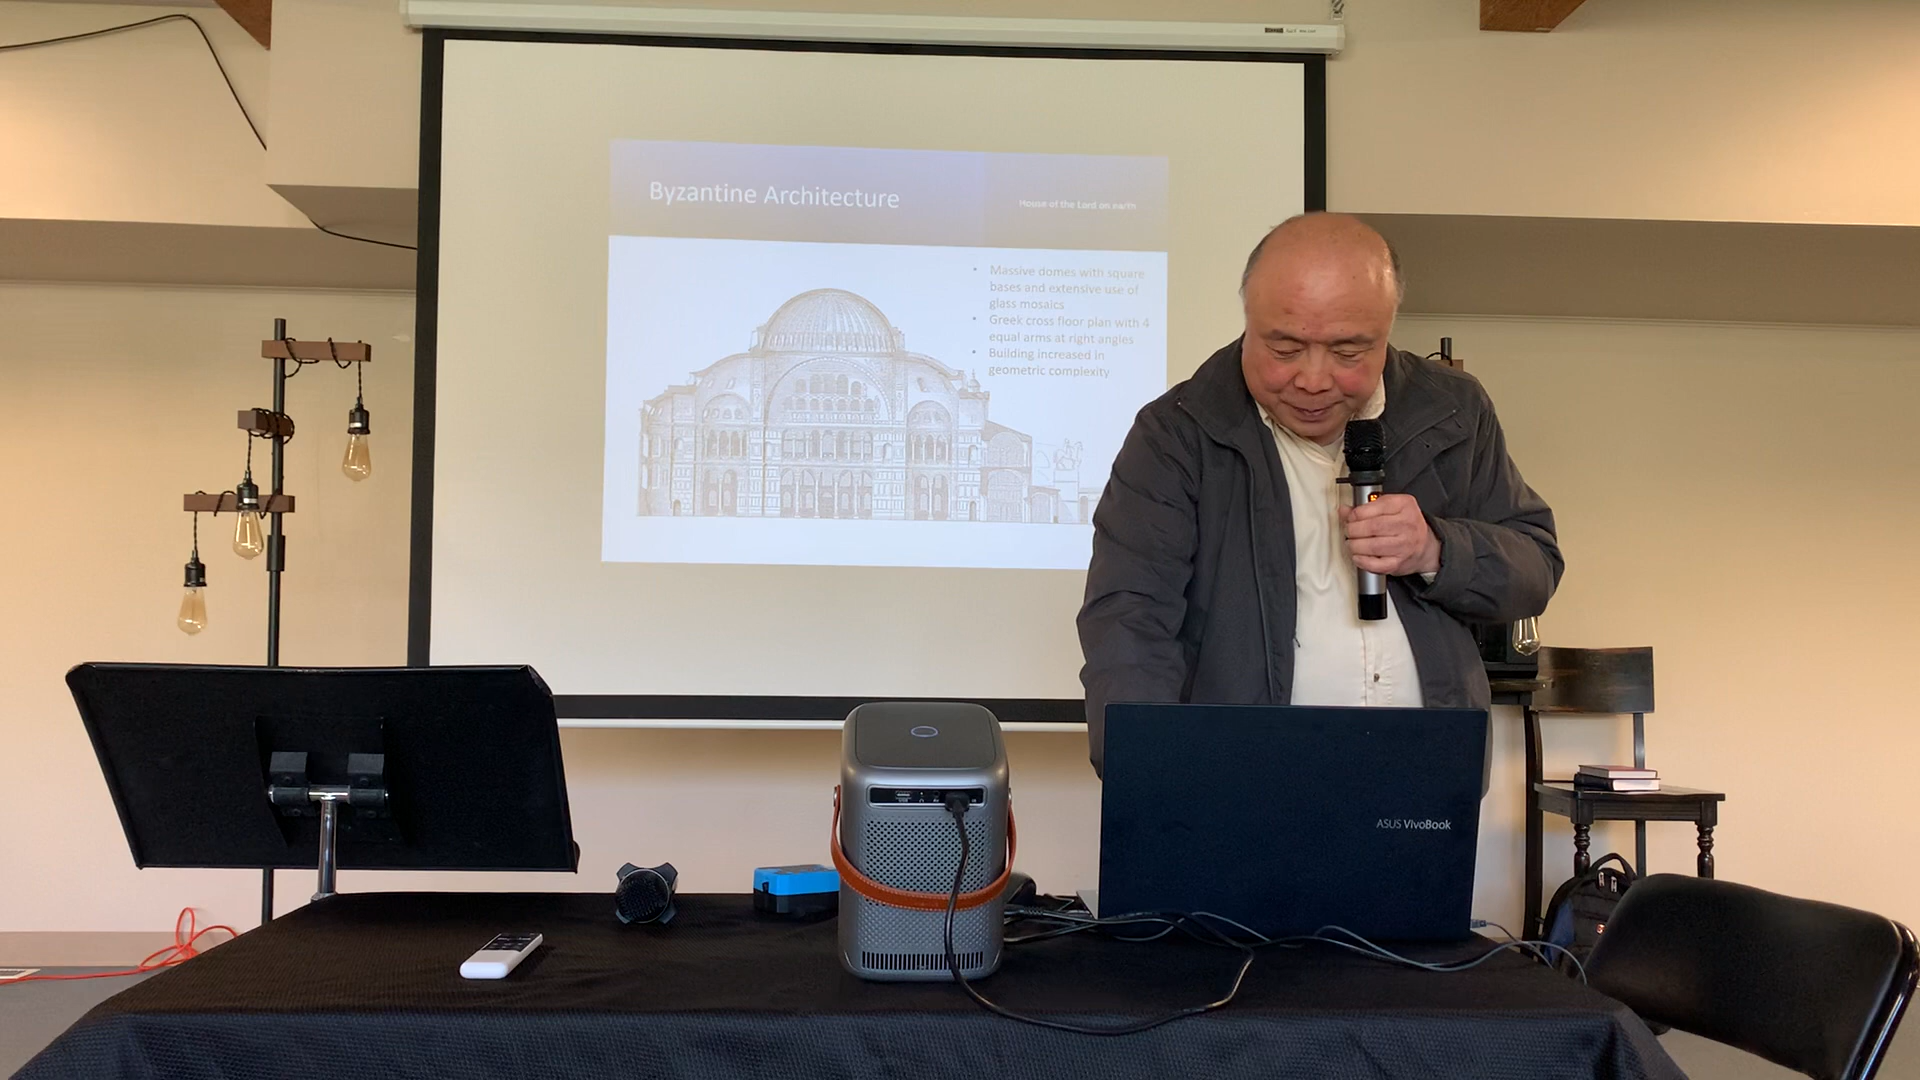 Byzantine Architecture
House of the Lord on earth
• Massive domes with square
bases and extensive use of
glass mosaics
• Greek cross floor plan with 4
equal arms at right angles
• Building increased in
geometric complexity
ASUS VivoBook